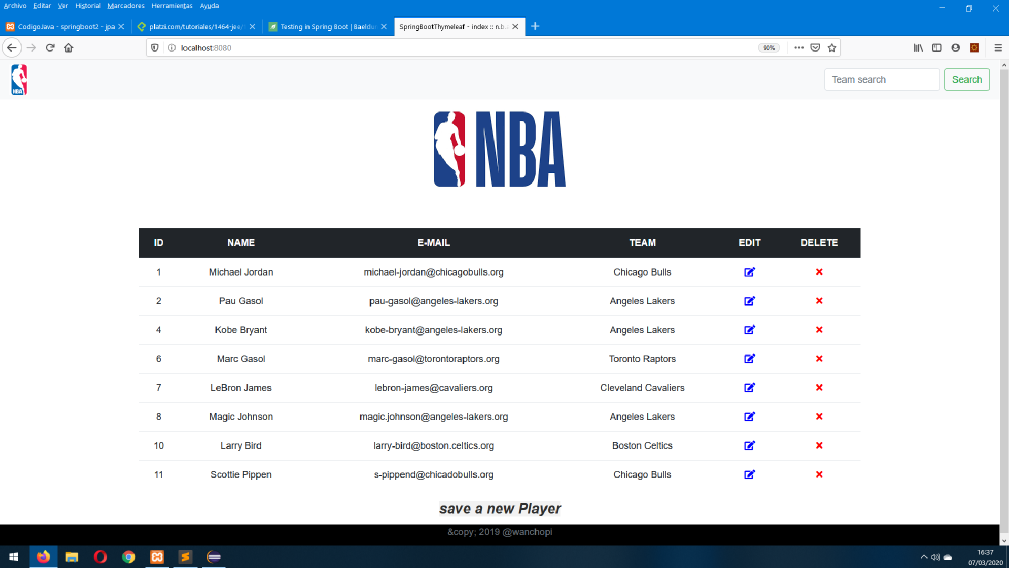 Archivo Editar Ver Historial Marcadores Herramientas Ayuda
CodigoJava - springboot2 - jpa
platzi.com/tutoriales/1464-jee/
Testing in Spring Boot | Baeldu
SpringBootThymeleaf - index :: n.b.
localhost:8080
90%
NBA
Team search
Search
NBA
ID NAME E-MAIL TEAM EDIT DELETE
1 Michael Jordan michael-jordan@chicagobulls.org Chicago Bulls
2 Pau Gasol pau-gasol@angeles-lakers.org Angeles Lakers
4 Kobe Bryant kobe-bryant@angeles-lakers.org Angeles Lakers
6 Marc Gasol marc-gasol@torontoraptors.org Toronto Raptors
7 LeBron James lebron-james@cavaliers.org Cleveland Cavaliers
8 Magic Johnson magic.johnson@angeles-lakers.org Angeles Lakers
10 Larry Bird larry-bird@boston.celtics.org Boston Celtics
11 Scottie Pippen s-pippend@chicadobulls.org Chicago Bulls
save a new Player
&copy; 2019 @wanchopi
16:37
07/03/2020